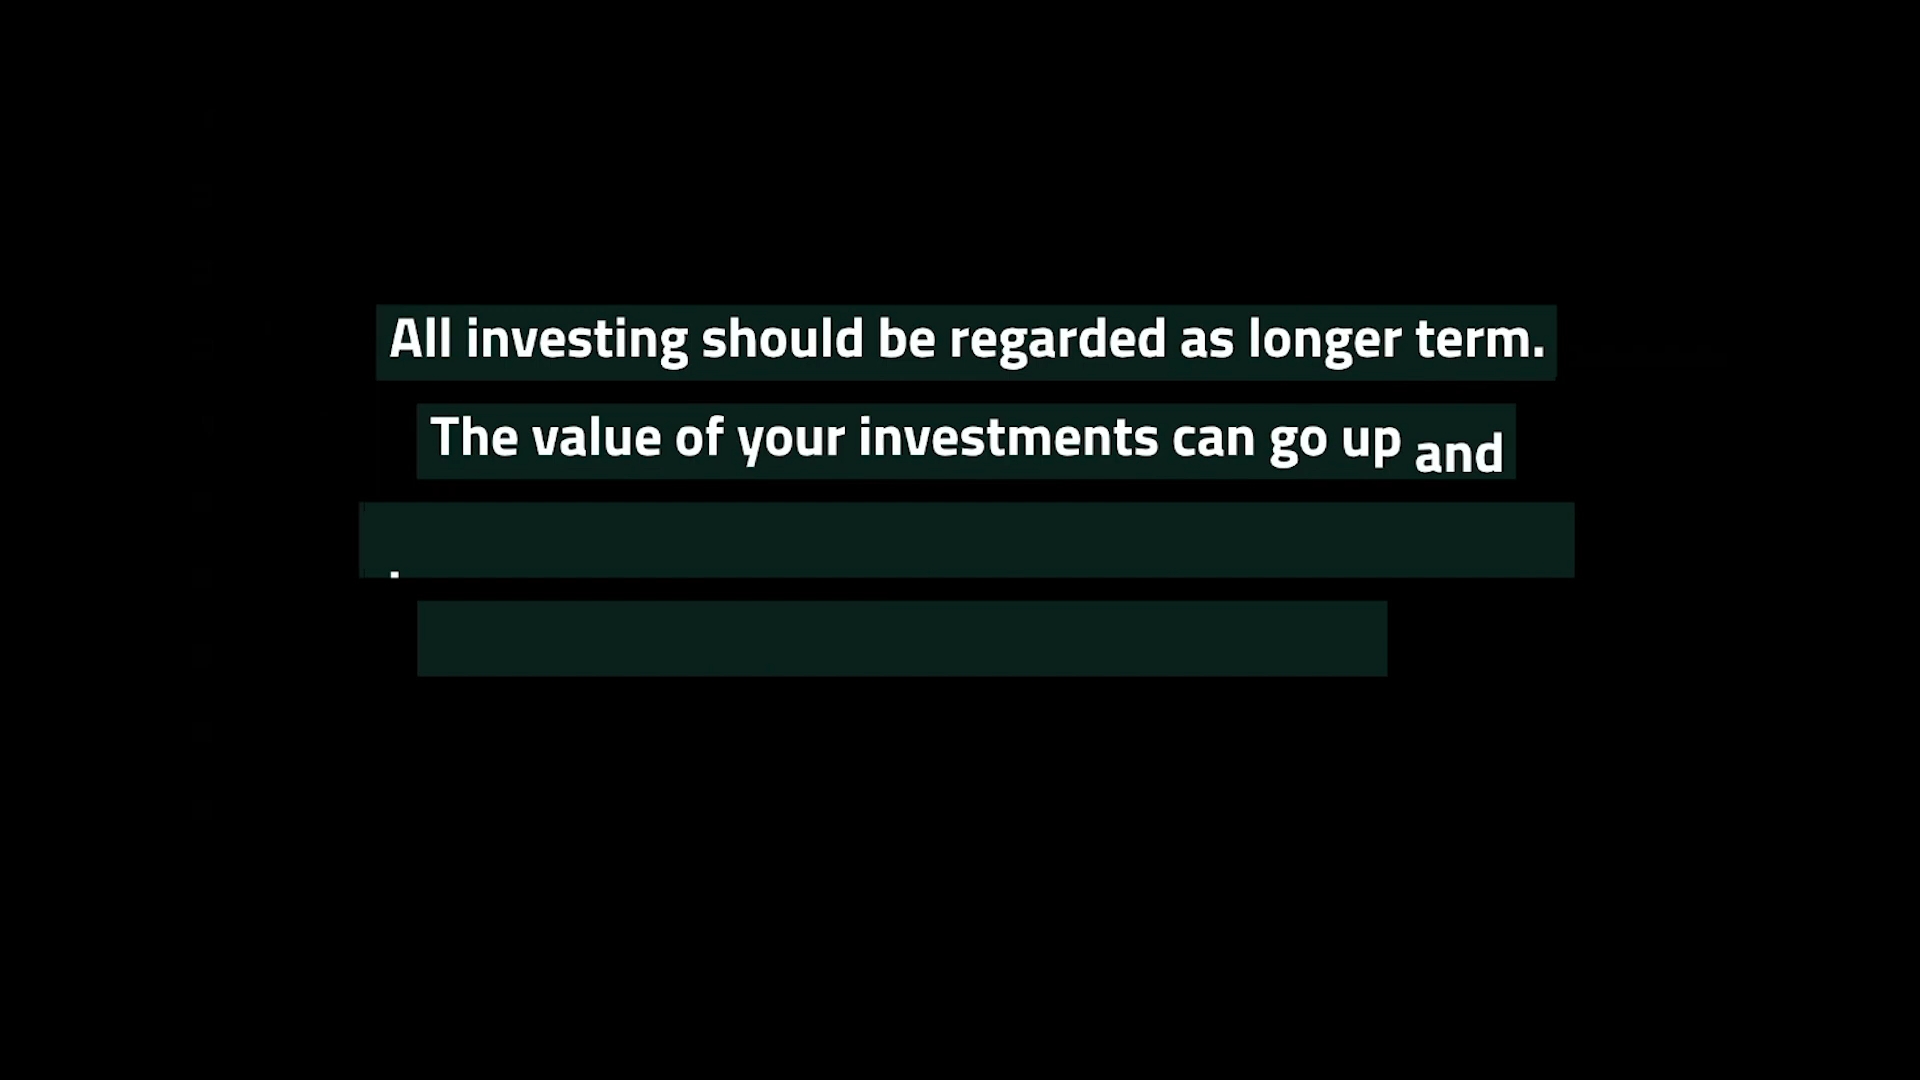 All investing should be regarded as longer term.
The value of your investments can go up and